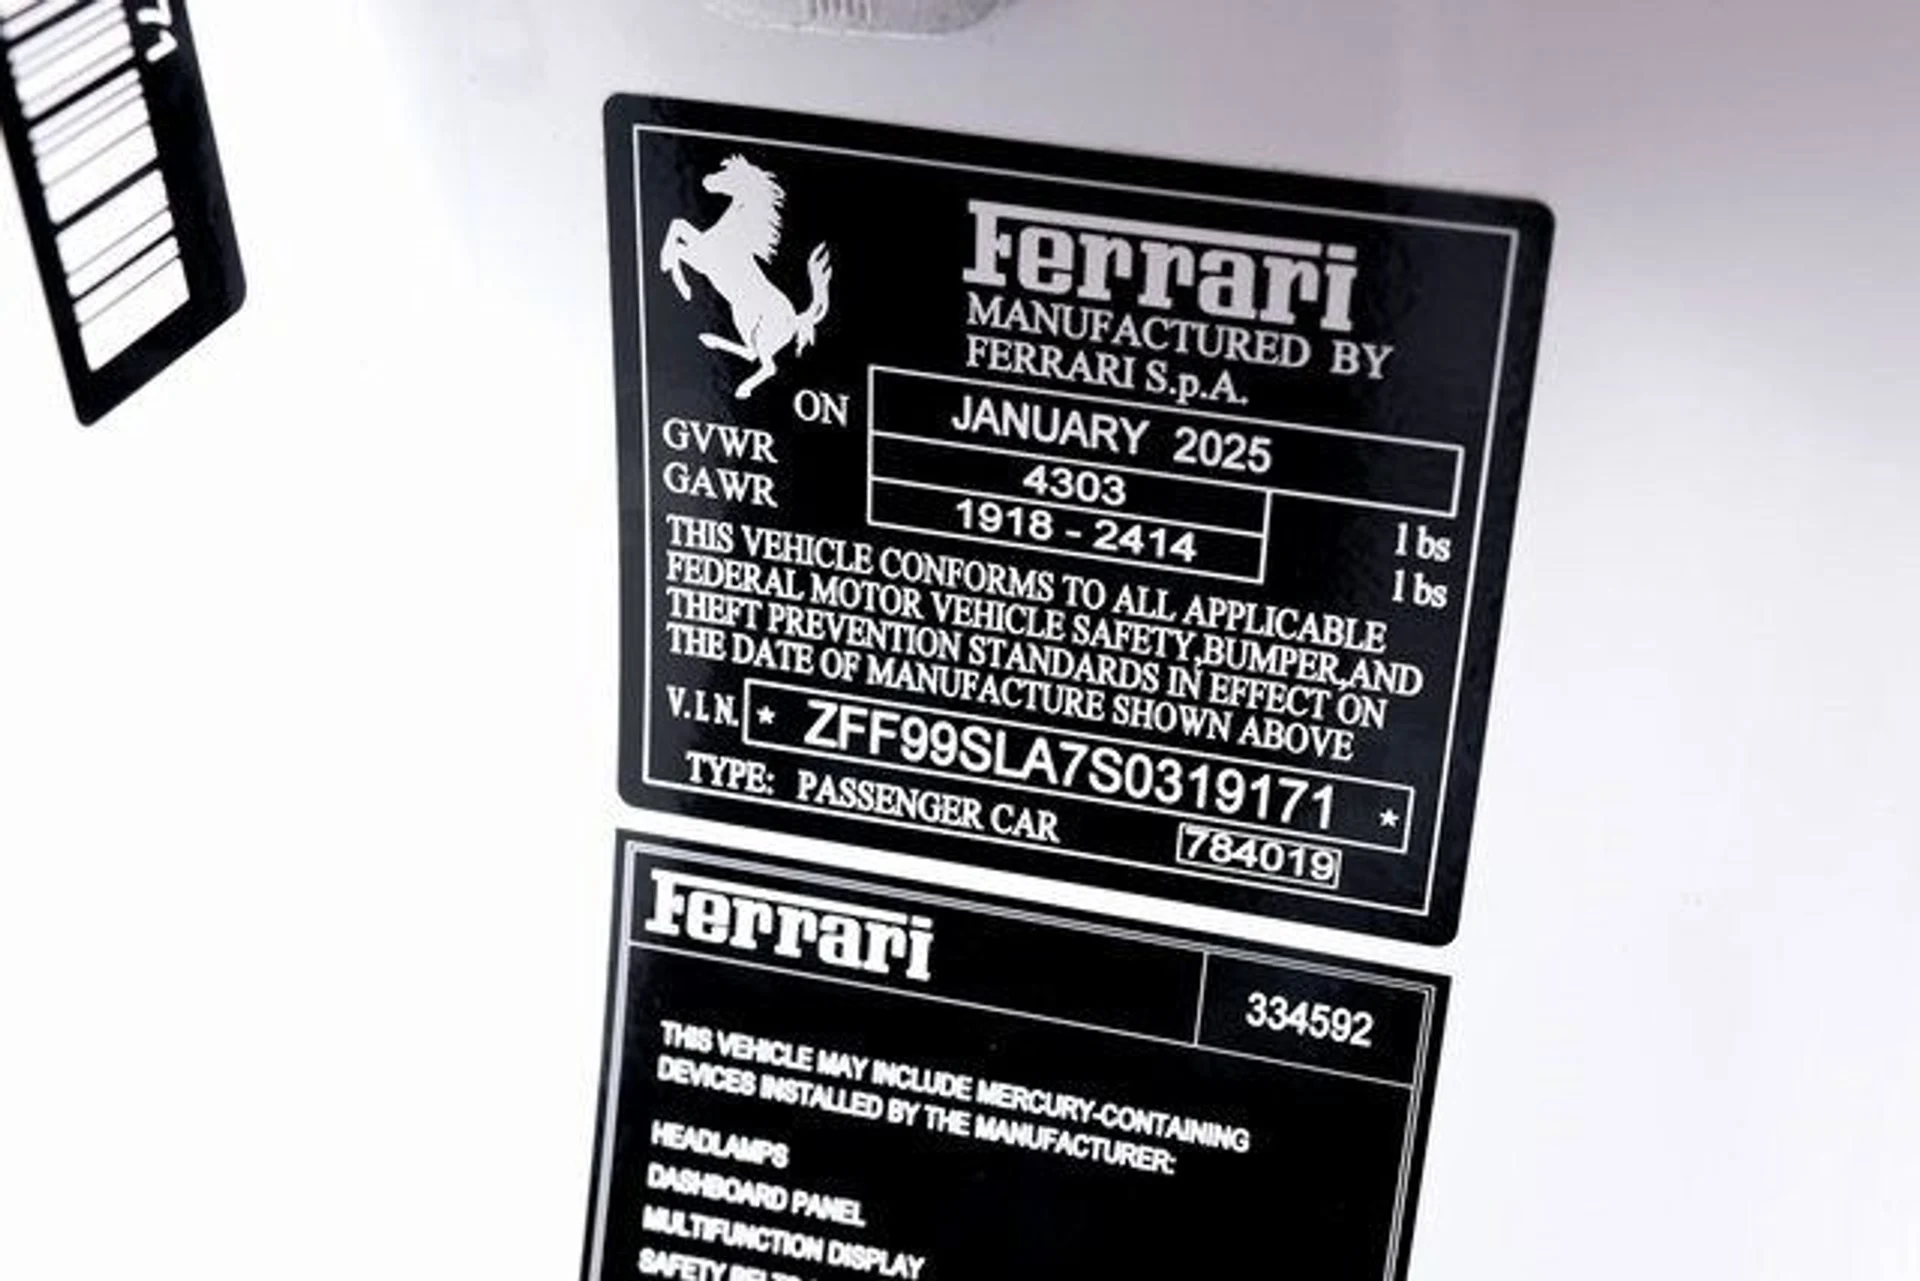 71
Ferrari
MANUFACTURED BY
FERRARI S.p.A.
ON JANUARY 2025
GVWR 4303 lbs
GAWR 1918 - 2414 lbs
THIS VEHICLE CONFORMS TO ALL APPLICABLE
FEDERAL MOTOR VEHICLE SAFETY,BUMPER,AND
THEFT PREVENTION STANDARDS IN EFFECT ON
THE DATE OF MANUFACTURE SHOWN ABOVE
V.I.N. * ZFF99SLA7S0319171 *
TYPE: PASSENGER CAR 784019
Ferrari 334592
THIS VEHICLE MAY INCLUDE MERCURY-CONTAINING
DEVICES INSTALLED BY THE MANUFACTURER:
HEADLAMPS
DASHBOARD PANEL
MULTIFUNCTION DISPLAY
SAFETY